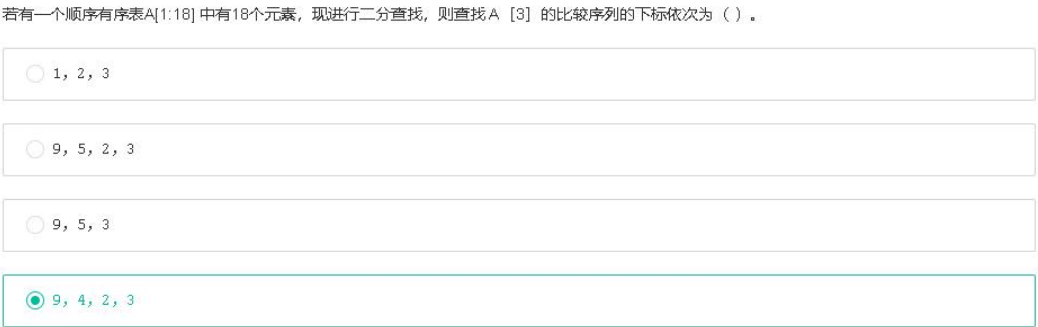 若有一个顺序有序表A[1:18] 中有18个元素，现进行二分查找，则查找A［3］的比较序列的下标依次为（ ）。
1, 2, 3
9, 5, 2, 3
9, 5, 3
9, 4, 2, 3